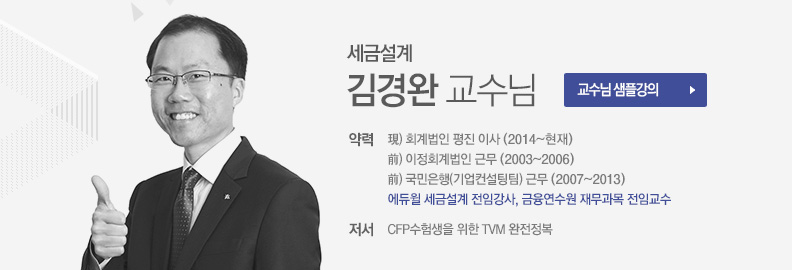 세금설계
김경완 교수님
교수님 샘플강의
약력 現) 회계법인 평진 이사 (2014~현재)
前) 이정회계법인 근무 (2003~2006)
前) 국민은행(기업컨설팅팀) 근무 (2007~2013)
에듀윌 세금설계 전임강사, 금융연수원 재무과목 전임교수
저서 CFP수험생을 위한 TVM 완전정복